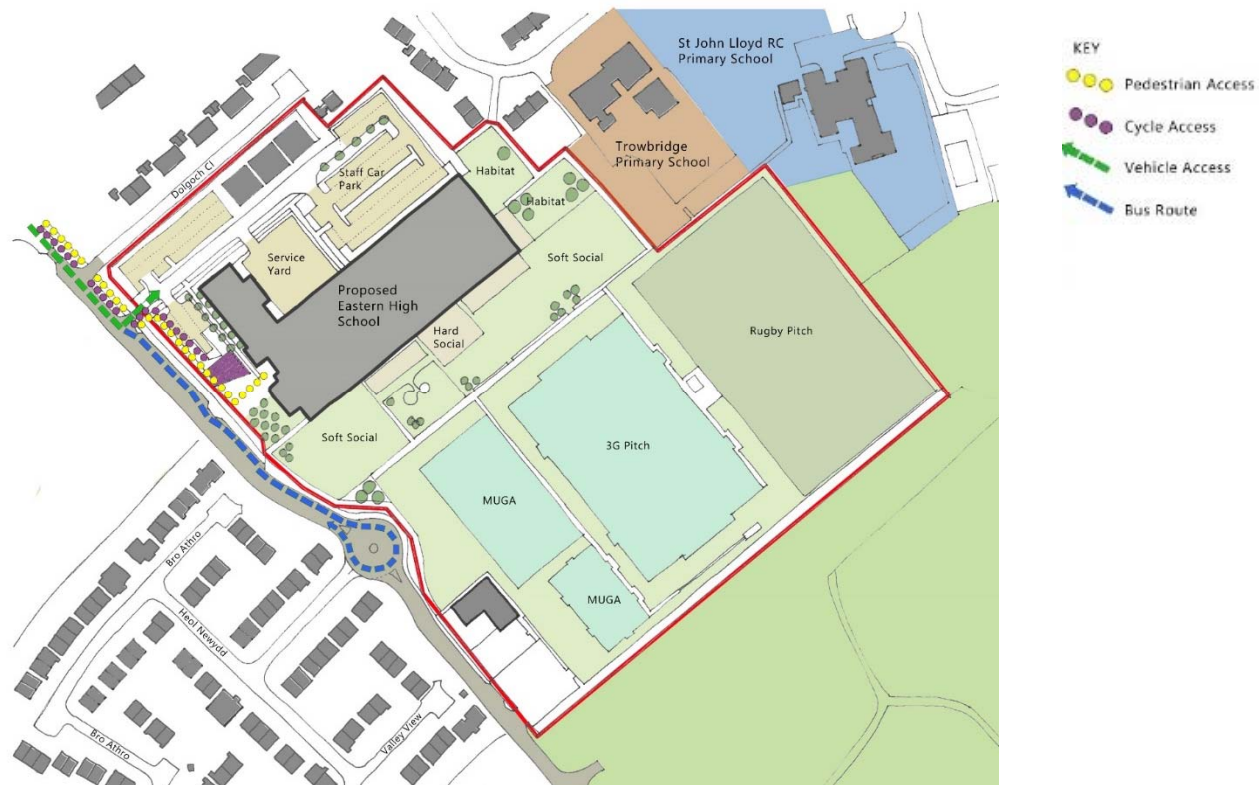 St John Lloyd RC
Primary School
Trowbridge
Primary School
Dolgoch Cl
Staff Car
Park
Habitat
Habitat
Service
Yard
Soft Social
Proposed
Eastern High
School
Hard
Social
Rugby Pitch
Soft Social
3G Pitch
MUGA
MUGA
Bro Athro
Heol Newydd
Bro Athro
Valley View
KEY
Pedestrian Access
Cycle Access
Vehicle Access
Bus Route